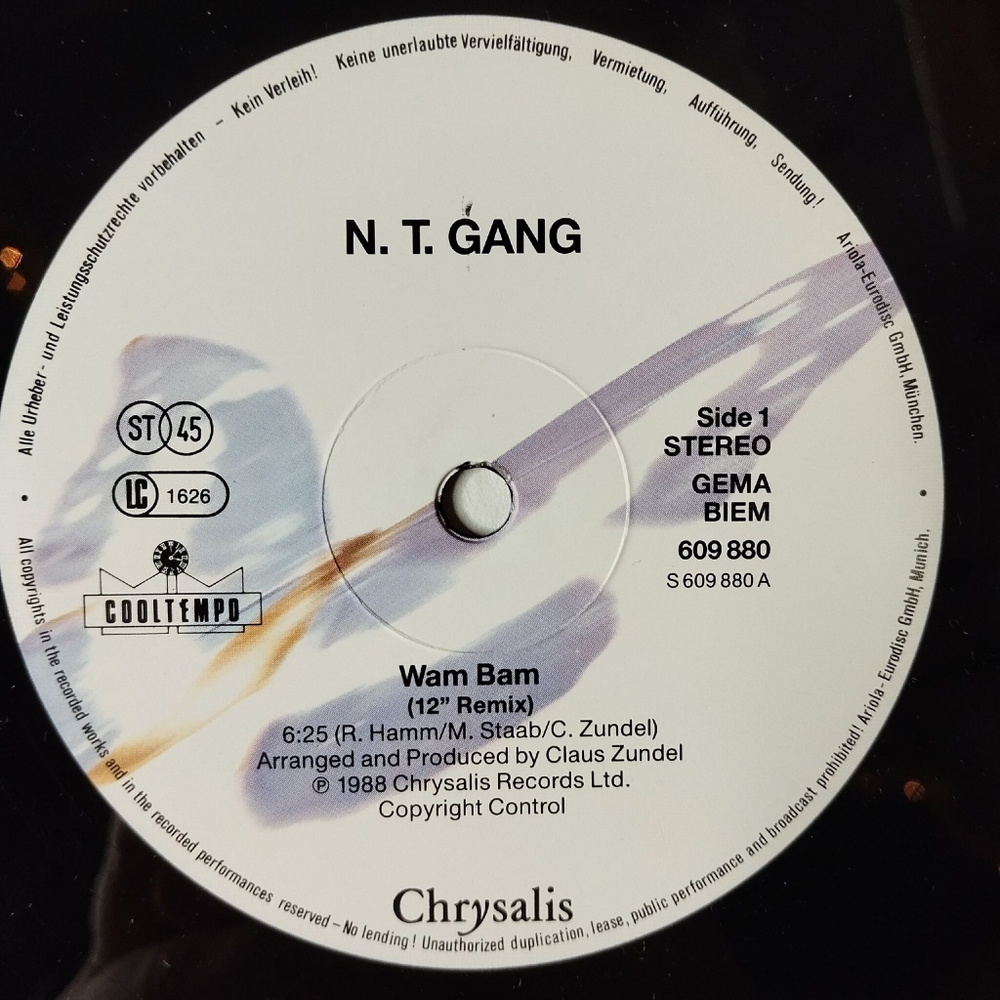 Alle Urheber- und Leistungsschutzrechte vorbehalten – Kein Verleih! Keine unerlaubte Vervielfältigung, Vermietung, Aufführung, Sendung!
Ariola-Eurodisc GmbH, München.
N. T. GANG
ST 45
LC 1626
COOLTEMPO
Side 1
STEREO
GEMA
BIEM
609 880
S 609 880 A
Wam Bam
(12” Remix)
6:25 (R. Hamm/M. Staab/C. Zundel)
Arranged and Produced by Claus Zundel
℗ 1988 Chrysalis Records Ltd.
Copyright Control
Chrysalis
All copyrights in the recorded works and in the recorded performances reserved – No lending! Unauthorized duplication, lease, public performance and broadcast prohibited! Ariola-Eurodisc GmbH, Munich.